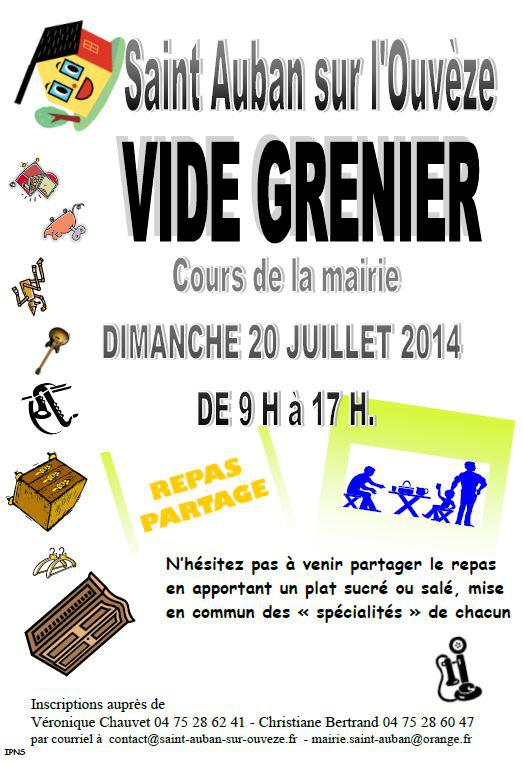 Saint Auban sur l'Ouvèze
VIDE GRENIER
Cours de la mairie
DIMANCHE 20 JUILLET 2014
DE 9 H à 17 H.
REPAS
PARTAGE
N'hésitez pas à venir partager le repas
en apportant un plat sucré ou salé, mise
en commun des « spécialités » de chacun
Inscriptions auprès de
Véronique Chauvet 04 75 28 62 41 - Christiane Bertrand 04 75 28 60 47
par courriel à contact@saint-auban-sur-ouveze.fr - mairie.saint-auban@orange.fr
IPNS